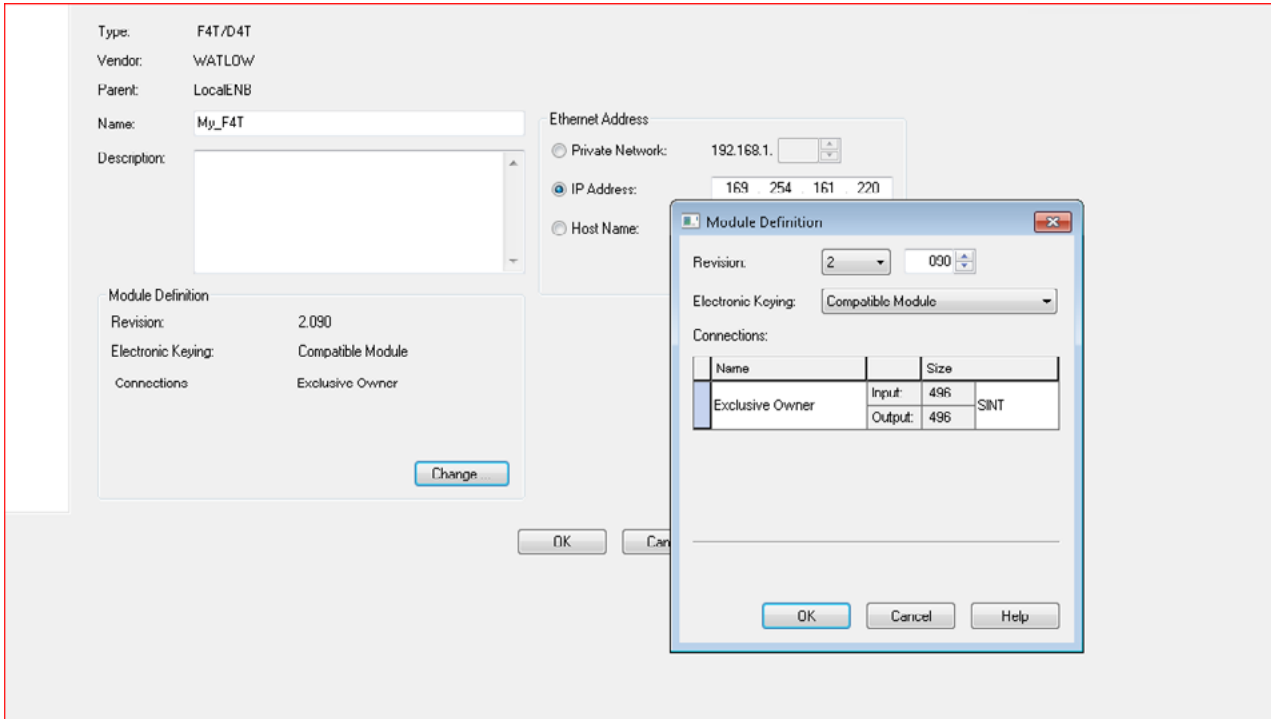 Type: F4T/D4T
Vendor: WATLOW
Parent: LocalENB
Name: My_F4T
Description:
Ethernet Address
Private Network: 192.168.1.
IP Address: 169 . 254 . 161 . 220
Host Name:
Module Definition
Revision: 2.090
Electronic Keying: Compatible Module
Connections Exclusive Owner
Change ...
OK
Can
Module Definition
Revision: 2 090
Electronic Keying: Compatible Module
Connections:
Name Size
Exclusive Owner Input: 496 SINT
Output: 496
OK Cancel Help